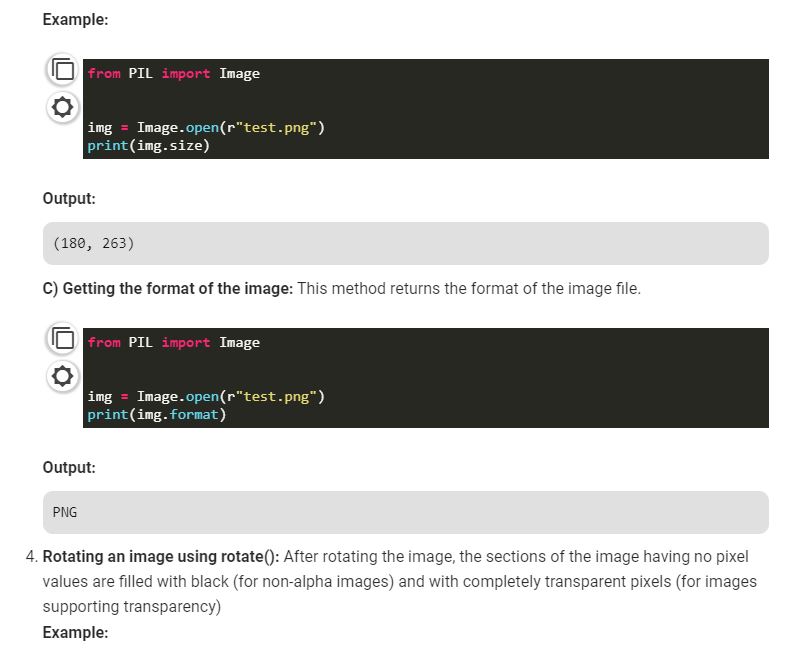 Example:
from PIL import Image
img = Image.open(r"test.png")
print(img.size)
Output:
(180, 263)
C) Getting the format of the image: This method returns the format of the image file.
from PIL import Image
img = Image.open(r"test.png")
print(img.format)
Output:
PNG
4. Rotating an image using rotate(): After rotating the image, the sections of the image having no pixel
values are filled with black (for non-alpha images) and with completely transparent pixels (for images
supporting transparency)
Example: